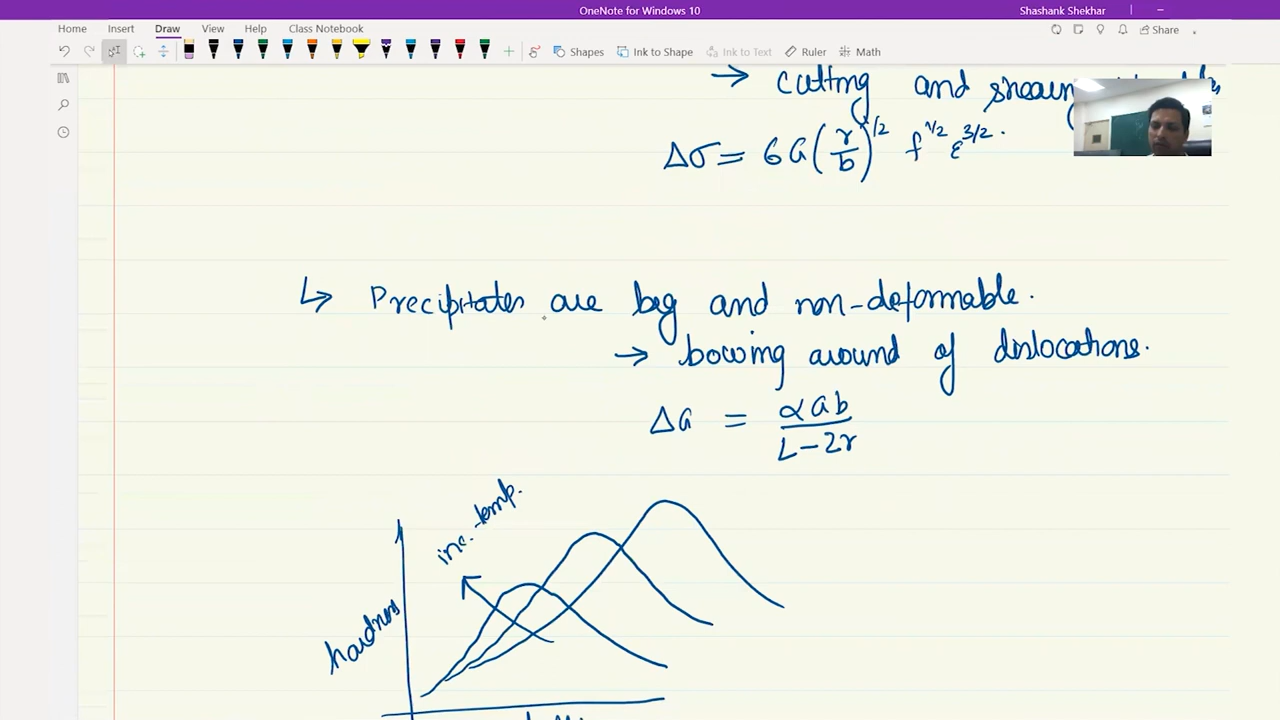 OneNote for Windows 10
Shashank Shekhar
Home Insert Draw View Help Class Notebook
Share
Shapes Ink to Shape Ink to Text Ruler Math
→ cutting and
Δσ = 6G(r/b)^1/2 f^1/2 ε^3/2.
↳ Precipitates are big and non-deformable.
→ bowing around of dislocations.
ΔG = αGb / L-2r
inc. temp.
hardness